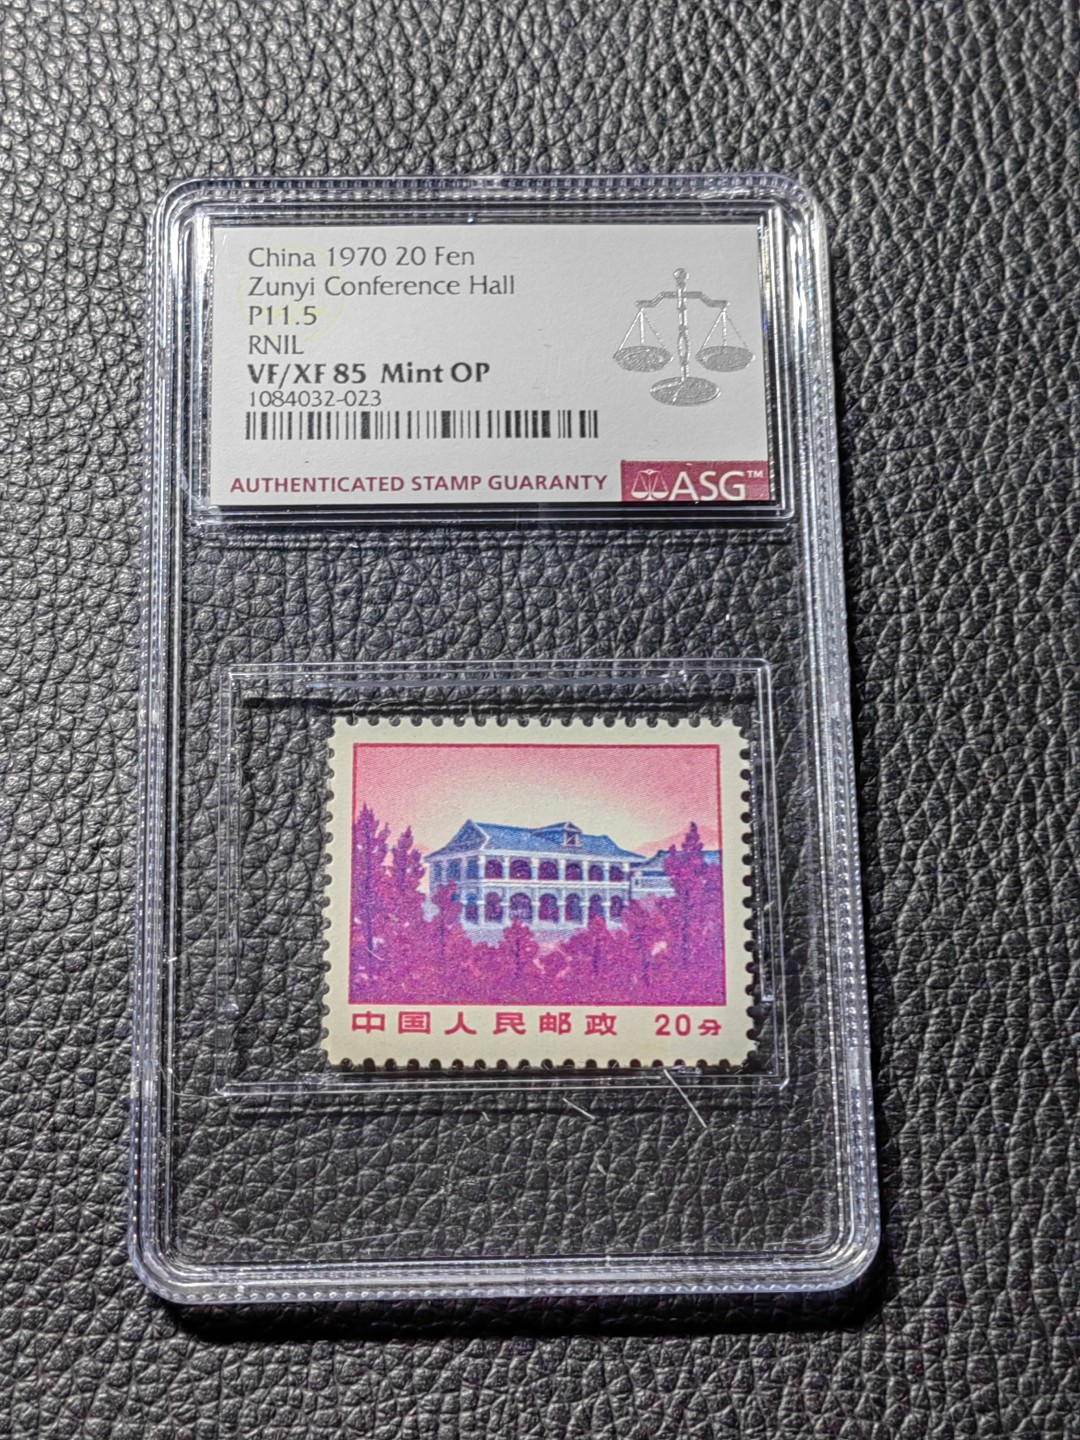 China 1970 20 Fen
Zunyi Conference Hall
P11.5
RNIL
VF/XF 85 Mint OP
1084032-023
AUTHENTICATED STAMP GUARANTY ASG™
中国人民邮政 20分